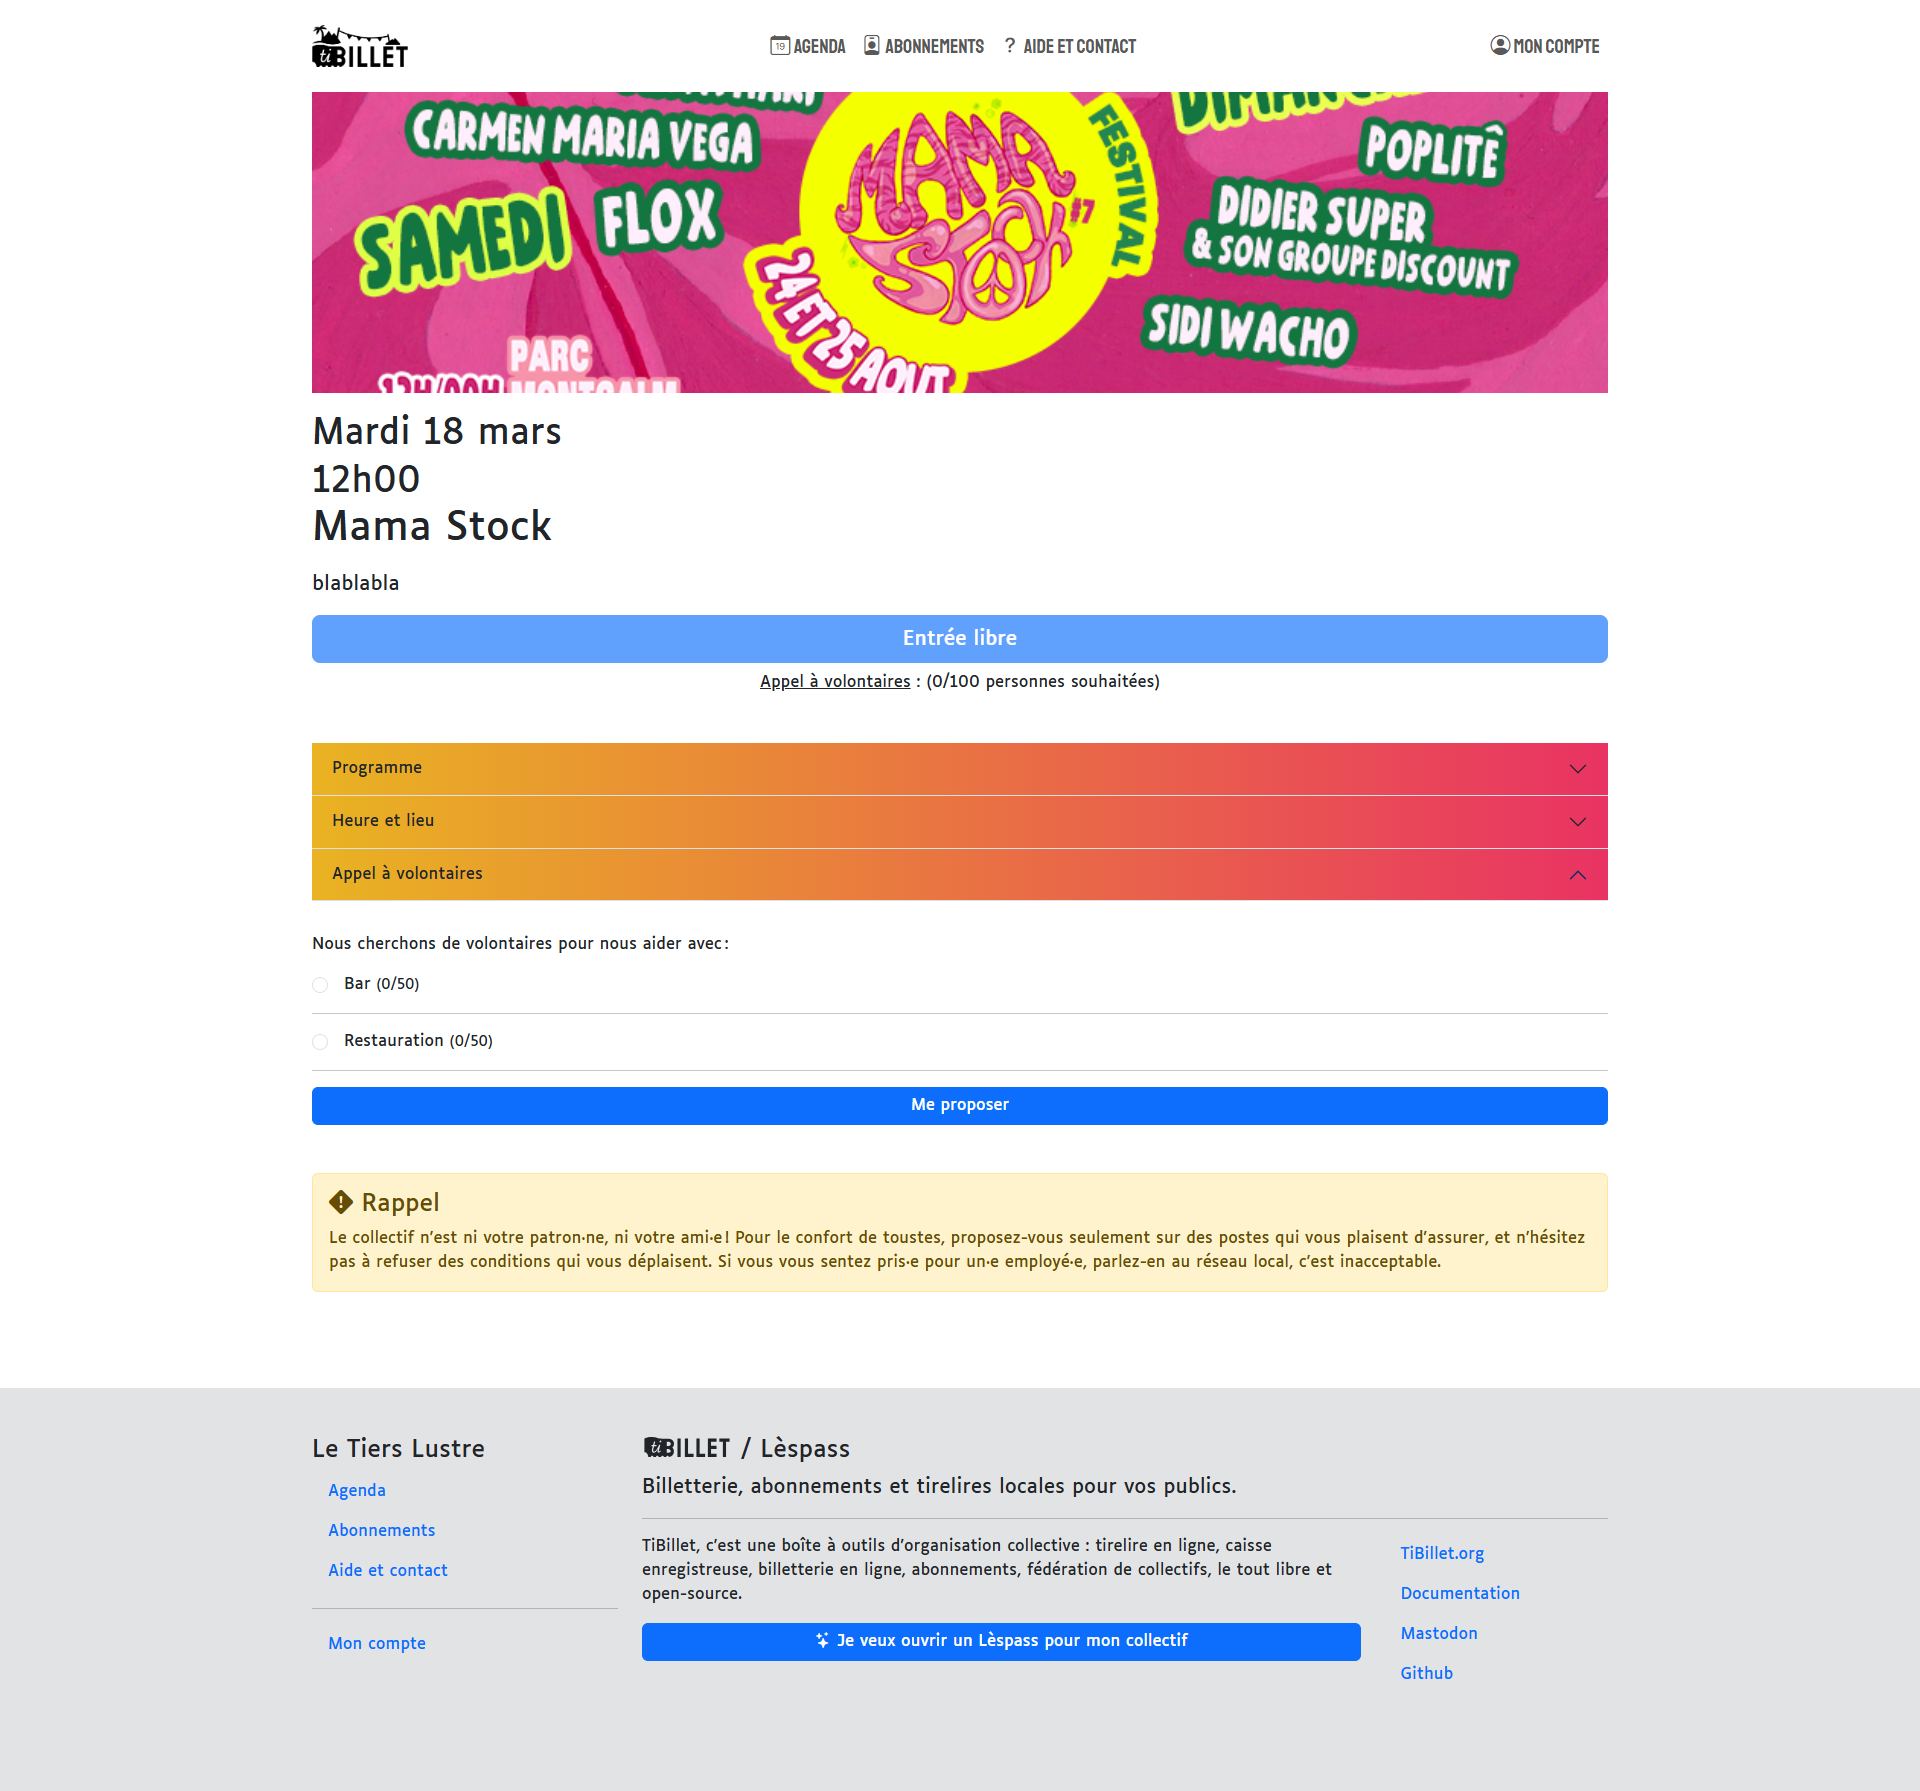 tiBILLET
19 AGENDA
ABONNEMENTS
? AIDE ET CONTACT
MON COMPTE
CARMEN MARIA VEGA
SAMEDI
FLOX
MAMA
STOCK
#7
FESTIVAL
24 ET 25 AOUT
PARC
POPLITÊ
DIDIER SUPER
& SON GROUPE DISCOUNT
SIDI WACHO
Mardi 18 mars
12h00
Mama Stock
blablabla
Entrée libre
Appel à volontaires : (0/100 personnes souhaitées)
Programme
Heure et lieu
Appel à volontaires
Nous cherchons de volontaires pour nous aider avec :
Bar (0/50)
Restauration (0/50)
Me proposer
Rappel
Le collectif n’est ni votre patron·ne, ni votre ami·e ! Pour le confort de toustes, proposez-vous seulement sur des postes qui vous plaisent d’assurer, et n’hésitez
pas à refuser des conditions qui vous déplaisent. Si vous vous sentez pris·e pour un·e employé·e, parlez-en au réseau local, c’est inacceptable.
Le Tiers Lustre
Agenda
Abonnements
Aide et contact
Mon compte
tiBILLET / Lèspass
Billetterie, abonnements et tirelires locales pour vos publics.
TiBillet, c’est une boîte à outils d’organisation collective : tirelire en ligne, caisse
enregistreuse, billetterie en ligne, abonnements, fédération de collectifs, le tout libre et
open-source.
Je veux ouvrir un Lèspass pour mon collectif
TiBillet.org
Documentation
Mastodon
Github